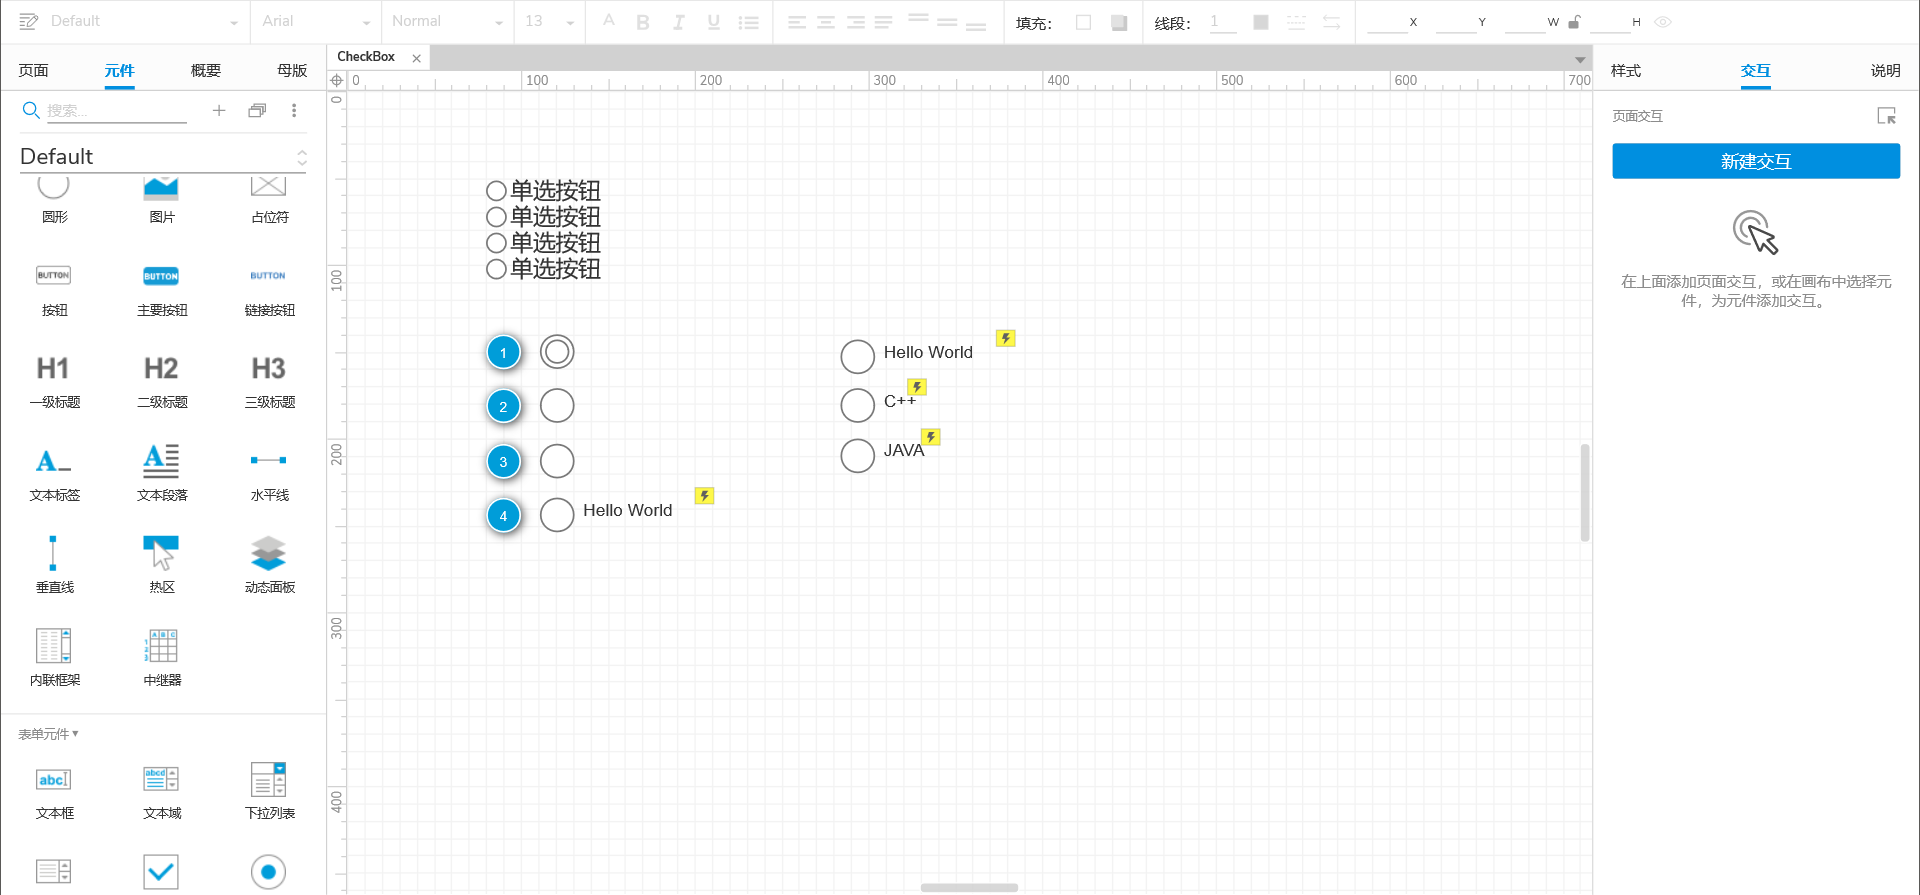 Default
Arial
Normal
13
A
B
I
U
填充：
线段：
1
X
Y
W
H
页面
元件
概要
母版
CheckBox
样式
交互
说明
0
100
200
300
400
500
600
700
搜索...
Default
圆形
图片
占位符
BUTTON
BUTTON
BUTTON
按钮
主要按钮
链接按钮
H1
H2
H3
一级标题
二级标题
三级标题
A
A
文本标签
文本段落
水平线
垂直线
热区
动态面板
A B C
1
2
3
内联框架
中继器
表单元件
abc
abcd
文本框
文本域
下拉列表
0
100
200
300
400
单选按钮
单选按钮
单选按钮
单选按钮
1
2
3
4
Hello World
Hello World
C++
JAVA
页面交互
新建交互
在上面添加页面交互，或在画布中选择元
件，为元件添加交互。